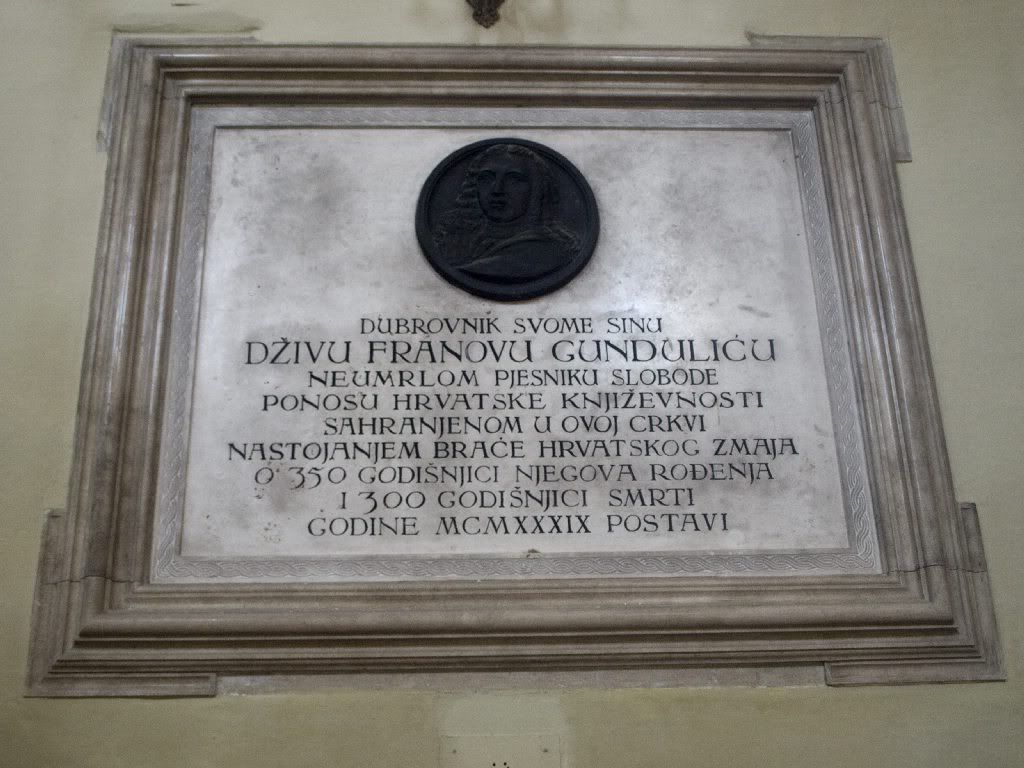 DUBROVNIK SVOME SINU
DŽIVU FRANOVU GUNDULIĆU
NEUMRLOM PJESNIKU SLOBODE
PONOSU HRVATSKE KNJIŽEVNOSTI
SAHRANJENOM U OVOJ CRKVI
NASTOJANJEM BRAĆE HRVATSKOG ZMAJA
O 350 GODIŠNJICI NJEGOVA ROĐENJA
I 300 GODIŠNJICI SMRTI
GODINE MCMXXXIX POSTAVI